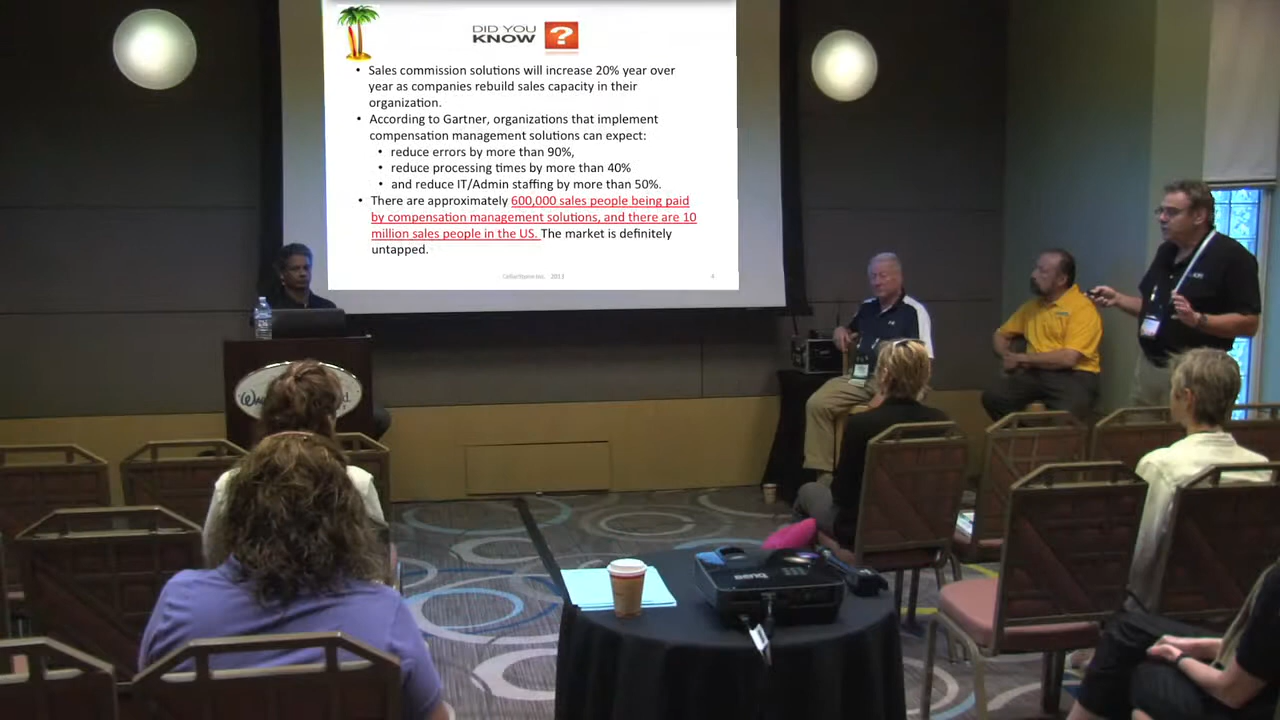 DID YOU
KNOW ?
• Sales commission solutions will increase 20% year over
year as companies rebuild sales capacity in their
organization.
• According to Gartner, organizations that implement
compensation management solutions can expect:
• reduce errors by more than 90%,
• reduce processing times by more than 40%
• and reduce IT/Admin staffing by more than 50%.
• There are approximately 600,000 sales people being paid
by compensation management solutions, and there are 10
million sales people in the US. The market is definitely
untapped.
2013
4
BenQ